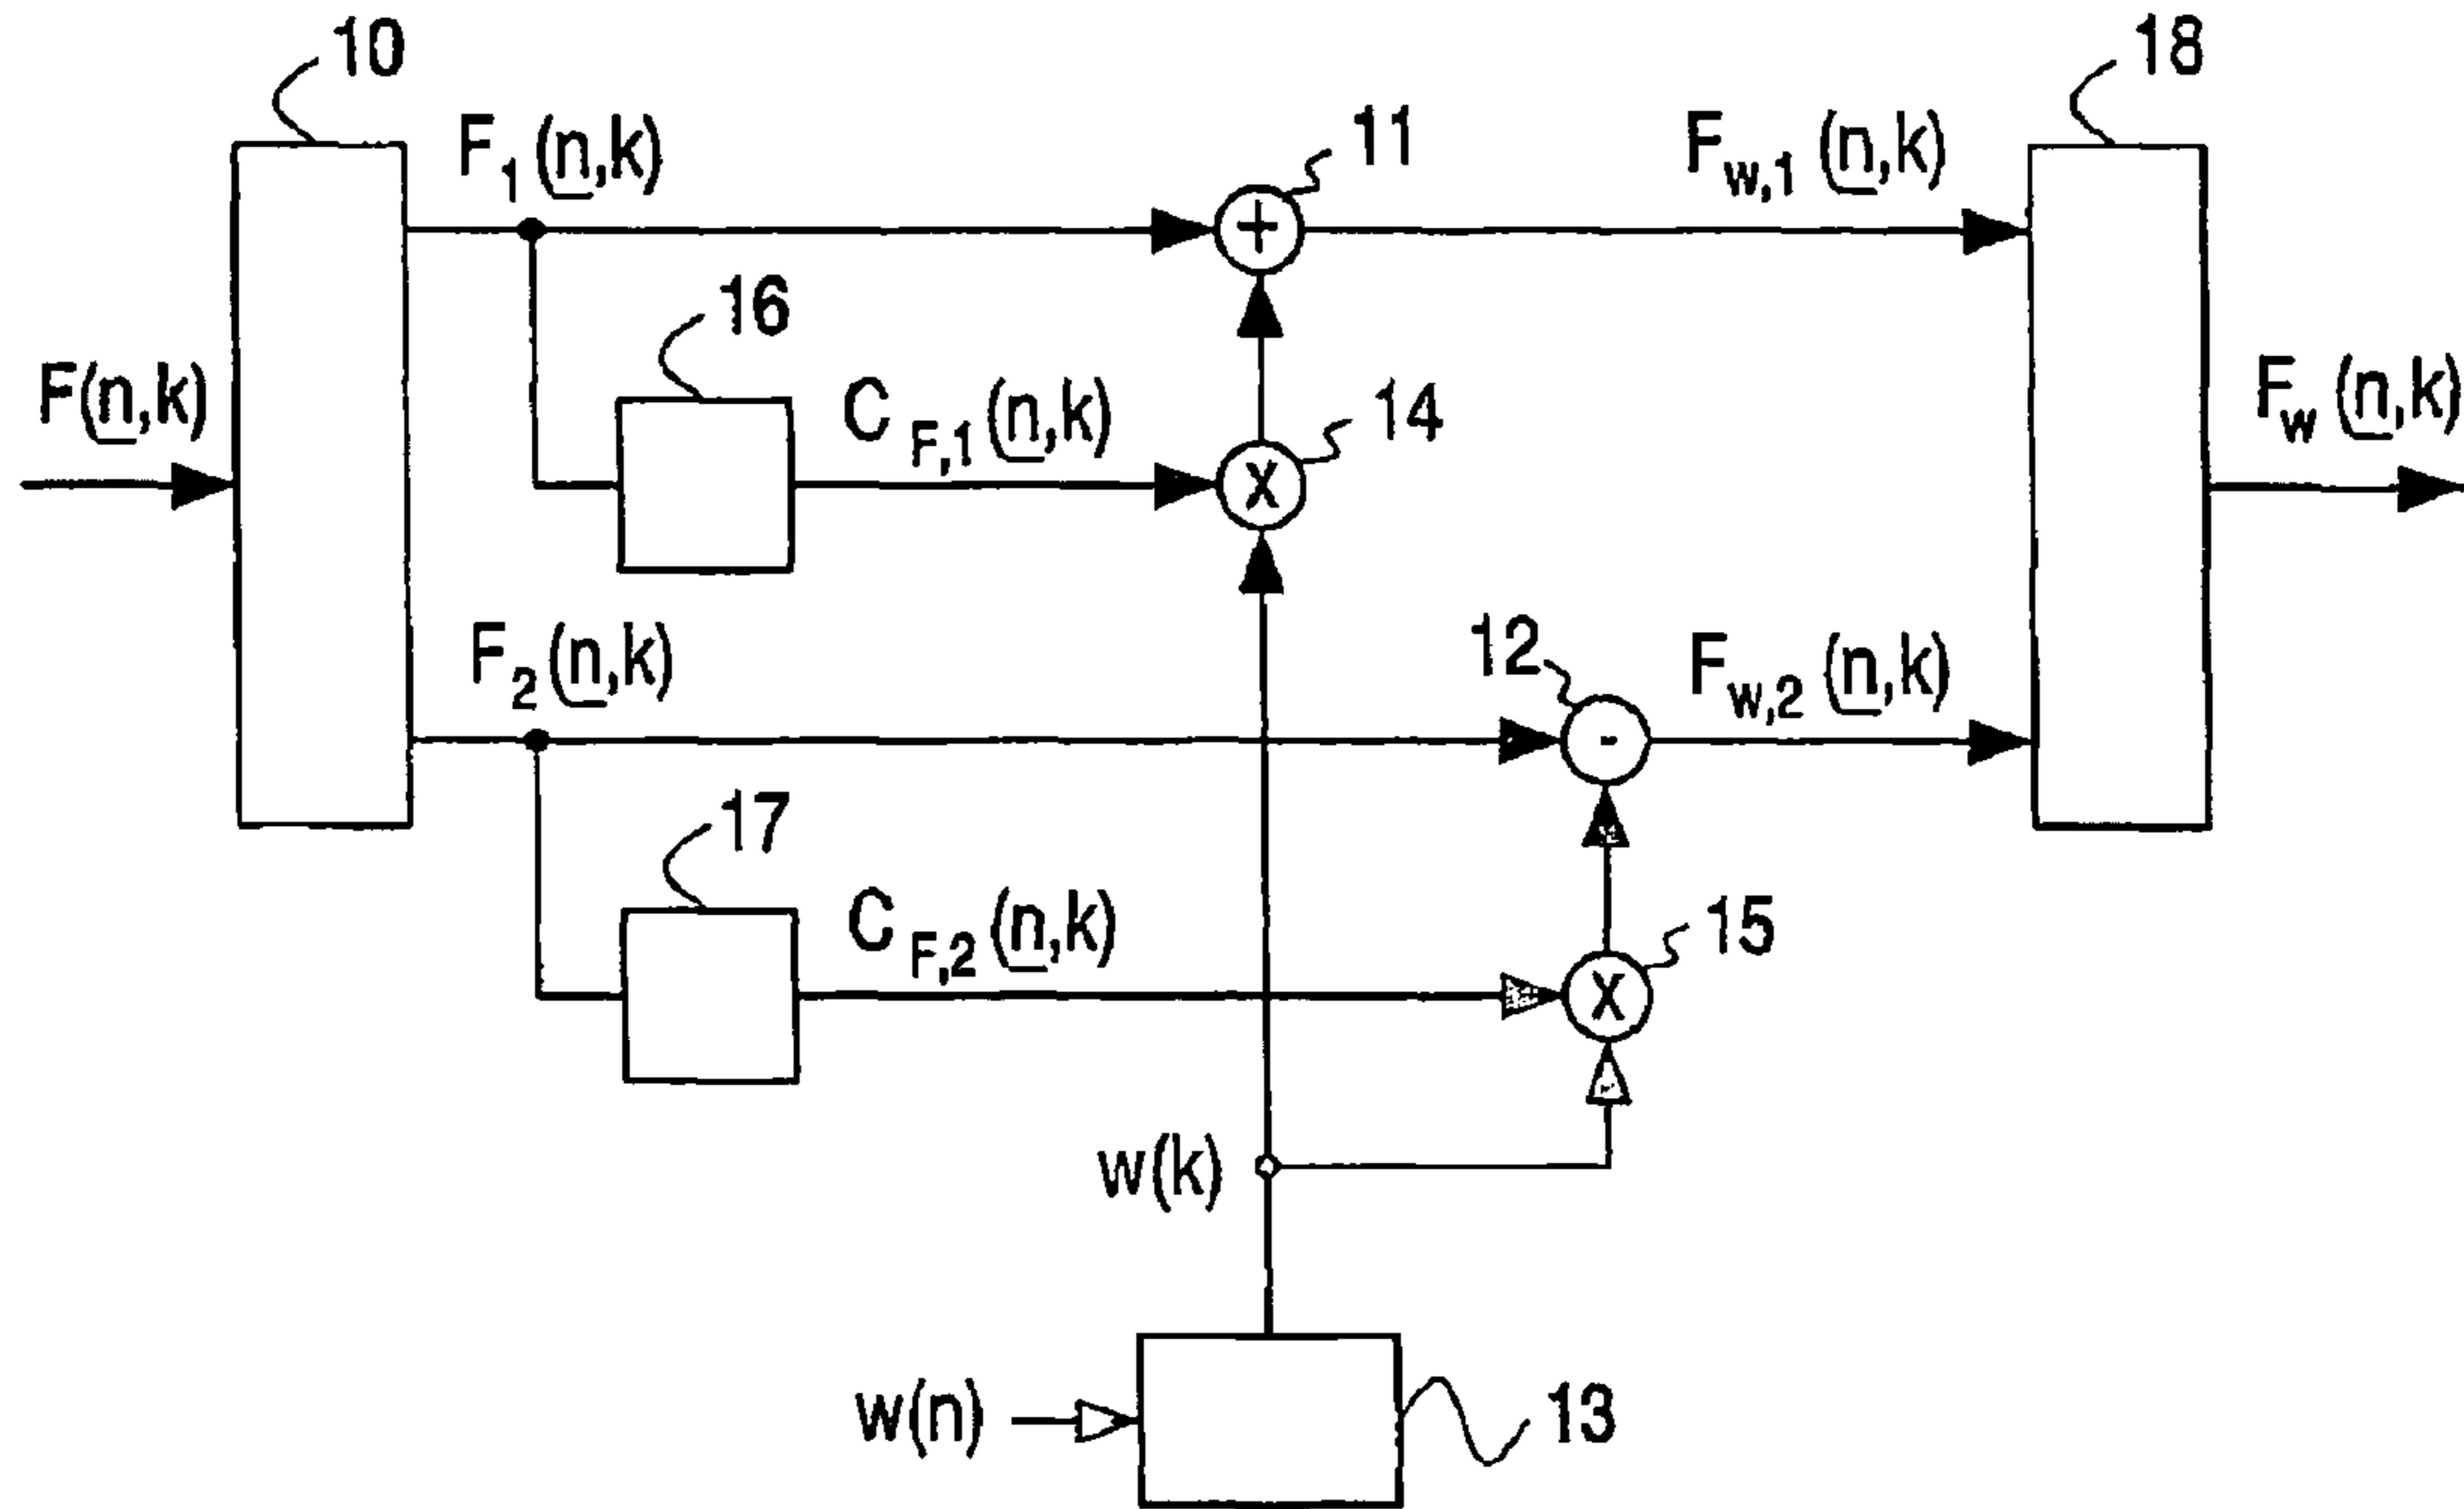 10
18
F1(n,k)
11
Fw,1(n,k)
+
16
F(n,k)
CF,1(n,k)
14
Fw(n,k)
X
F2(n,k)
12
Fw,2(n,k)
-
17
CF,2(n,k)
15
X
w(k)
w(n)
13